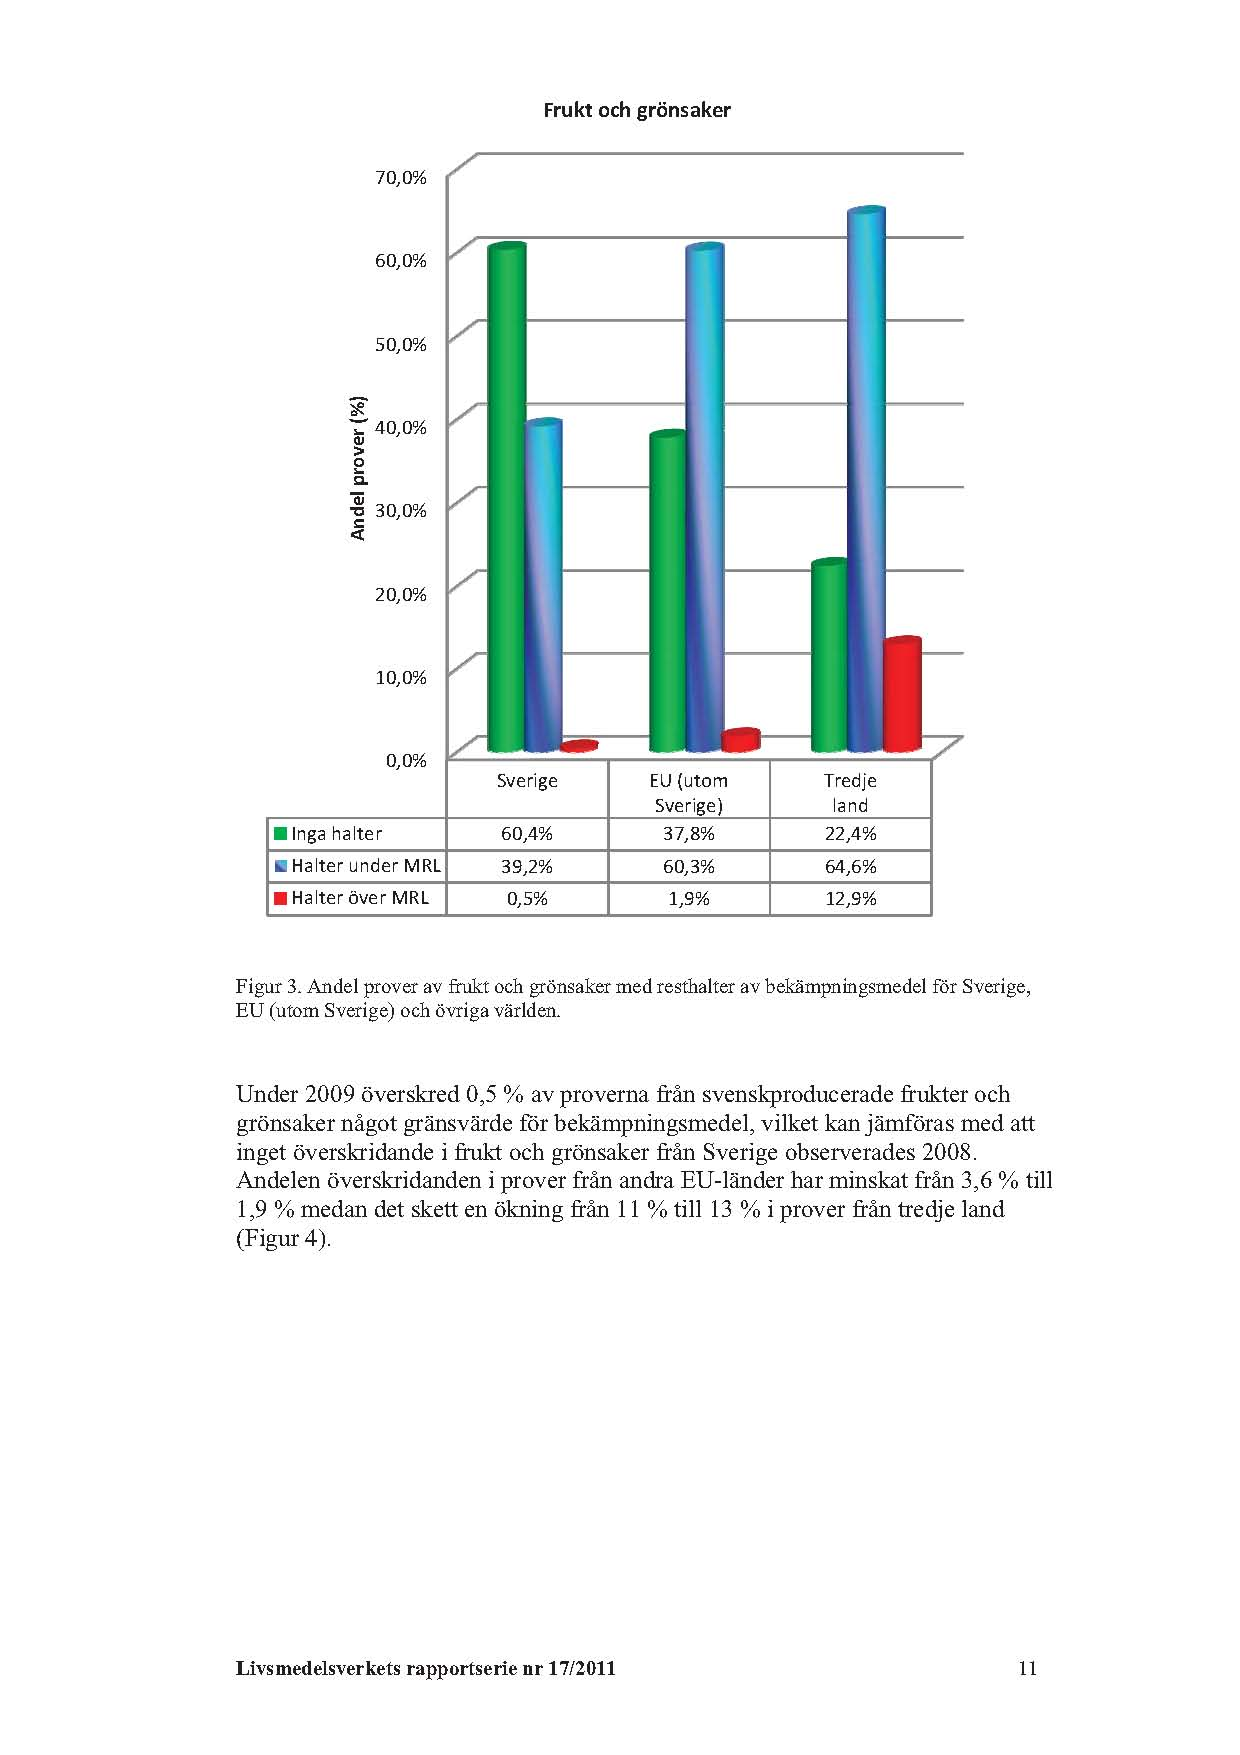 Frukt och grönsaker
70,0%
60,0%
50,0%
40,0%
30,0%
20,0%
10,0%
0,0%
Andel prover (%)
Sverige EU (utom Sverige) Tredje land
Inga halter 60,4% 37,8% 22,4%
Halter under MRL 39,2% 60,3% 64,6%
Halter över MRL 0,5% 1,9% 12,9%
Figur 3. Andel prover av frukt och grönsaker med resthalter av bekämpningsmedel för Sverige,
EU (utom Sverige) och övriga världen.
Under 2009 överskred 0,5 % av proverna från svenskproducerade frukter och
grönsaker något gränsvärde för bekämpningsmedel, vilket kan jämföras med att
inget överskridande i frukt och grönsaker från Sverige observerades 2008.
Andelen överskridanden i prover från andra EU-länder har minskat från 3,6 % till
1,9 % medan det skett en ökning från 11 % till 13 % i prover från tredje land
(Figur 4).
Livsmedelsverkets rapportserie nr 17/2011 11